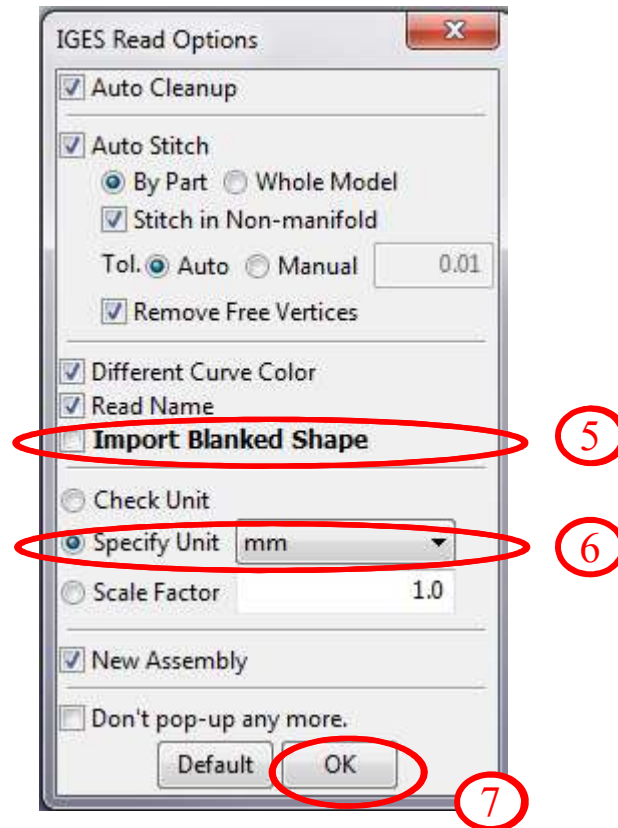 IGES Read Options
Auto Cleanup
Auto Stitch
By Part Whole Model
Stitch in Non-manifold
Tol. Auto Manual 0.01
Remove Free Vertices
Different Curve Color
Read Name
Import Blanked Shape
5
Check Unit
Specify Unit mm
6
Scale Factor 1.0
New Assembly
Don't pop-up any more.
Default OK
7